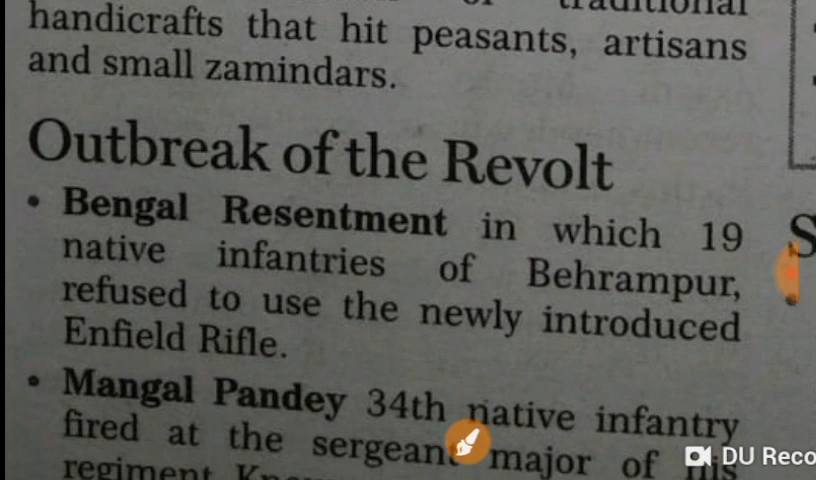 traditional
handicrafts that hit peasants, artisans
and small zamindars.
Outbreak of the Revolt
• Bengal Resentment in which 19
native infantries of Behrampur,
refused to use the newly introduced
Enfield Rifle.
• Mangal Pandey 34th native infantry
fired at the sergeant major of his
regiment
DU Reco